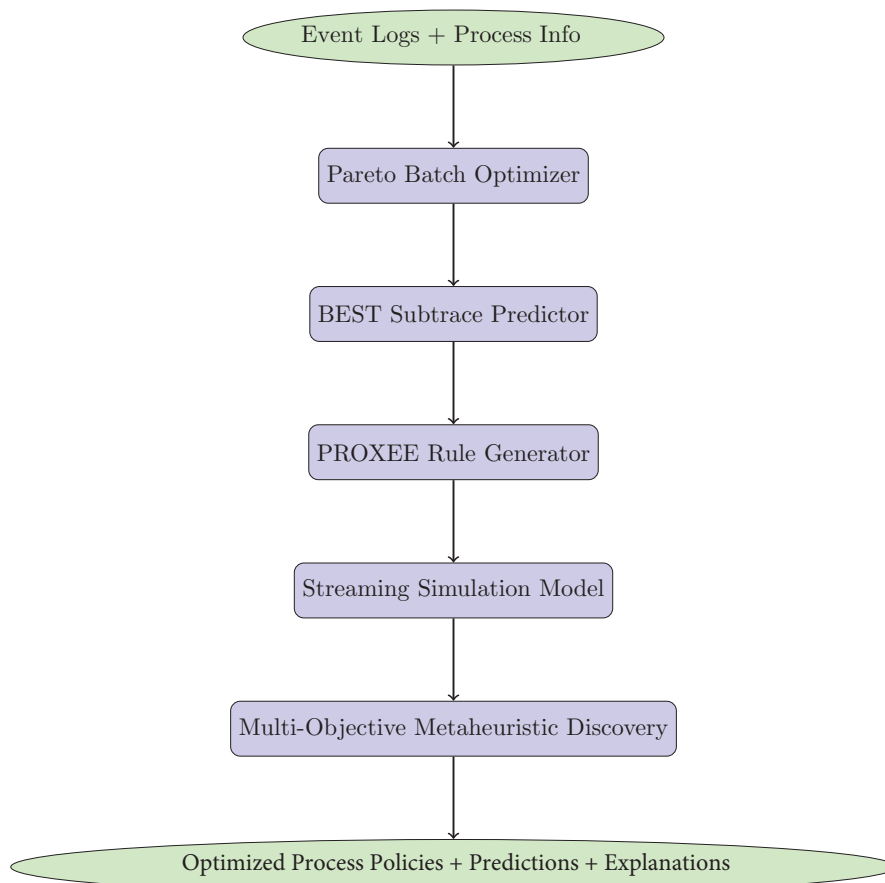 Event Logs + Process Info
Pareto Batch Optimizer
BEST Subtrace Predictor
PROXEE Rule Generator
Streaming Simulation Model
Multi-Objective Metaheuristic Discovery
Optimized Process Policies + Predictions + Explanations